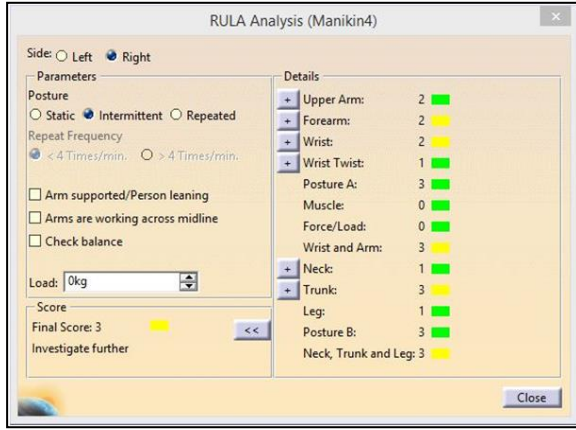 RULA Analysis (Manikin4)
Side: Left Right
Parameters
Posture
Static Intermittent Repeated
Repeat Frequency
< 4 Times/min. > 4 Times/min.
Arm supported/Person leaning
Arms are working across midline
Check balance
Load: 0kg
Score
Final Score: 3
<<
Investigate further
Details
+ Upper Arm: 2
+ Forearm: 2
+ Wrist: 2
+ Wrist Twist: 1
Posture A: 3
Muscle: 0
Force/Load: 0
Wrist and Arm: 3
+ Neck: 1
+ Trunk: 3
Leg: 1
Posture B: 3
Neck, Trunk and Leg: 3
Close